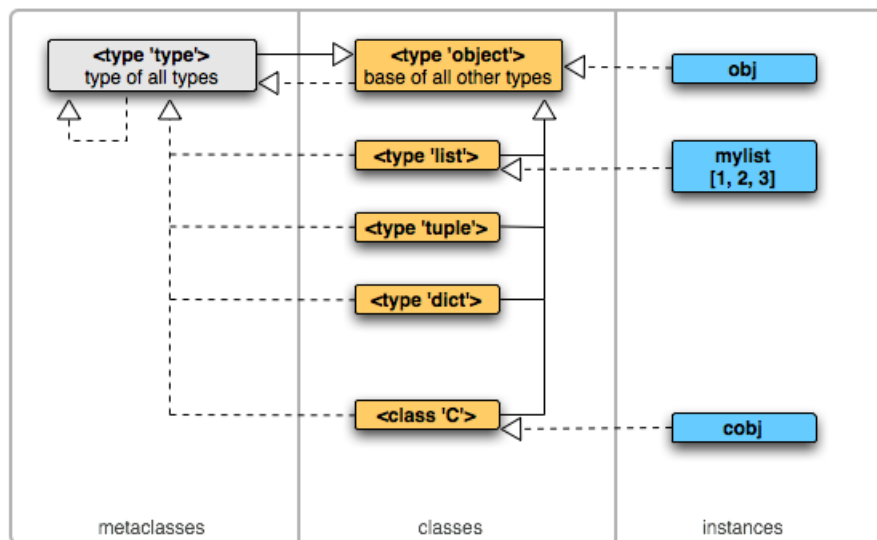 <type 'type'>
type of all types
<type 'object'>
base of all other types
obj
<type 'list'>
mylist
[1, 2, 3]
<type 'tuple'>
<type 'dict'>
<class 'C'>
cobj
metaclasses
classes
instances